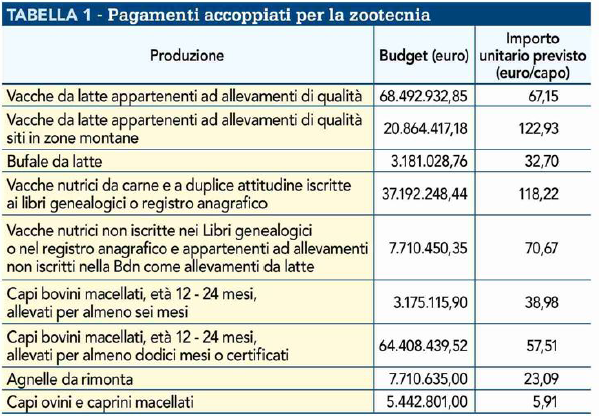 TABELLA 1 - Pagamenti accoppiati per la zootecnia
Produzione
Budget (euro)
Importo
unitario previsto
(euro/capo)
Vacche da latte appartenenti ad allevamenti di qualità 68.492.932,85 67,15
Vacche da latte appartenenti ad allevamenti di qualità
siti in zone montane
20.864.417,18 122,93
Bufale da latte 3.181.028,76 32,70
Vacche nutrici da carne e a duplice attitudine iscritte
ai libri genealogici o registro anagrafico
37.192.248,44 118,22
Vacche nutrici non iscritte nei Libri genealogici
o nel registro anagrafico e appartenenti ad allevamenti
non iscritti nella Bdn come allevamenti da latte
7.710.450,35 70,67
Capi bovini macellati, età 12 - 24 mesi,
allevati per almeno sei mesi
3.175.115,90 38,98
Capi bovini macellati, età 12 - 24 mesi,
allevati per almeno dodici mesi o certificati
64.408.439,52 57,51
Agnelle da rimonta 7.710.635,00 23,09
Capi ovini e caprini macellati 5.442.801,00 5,91